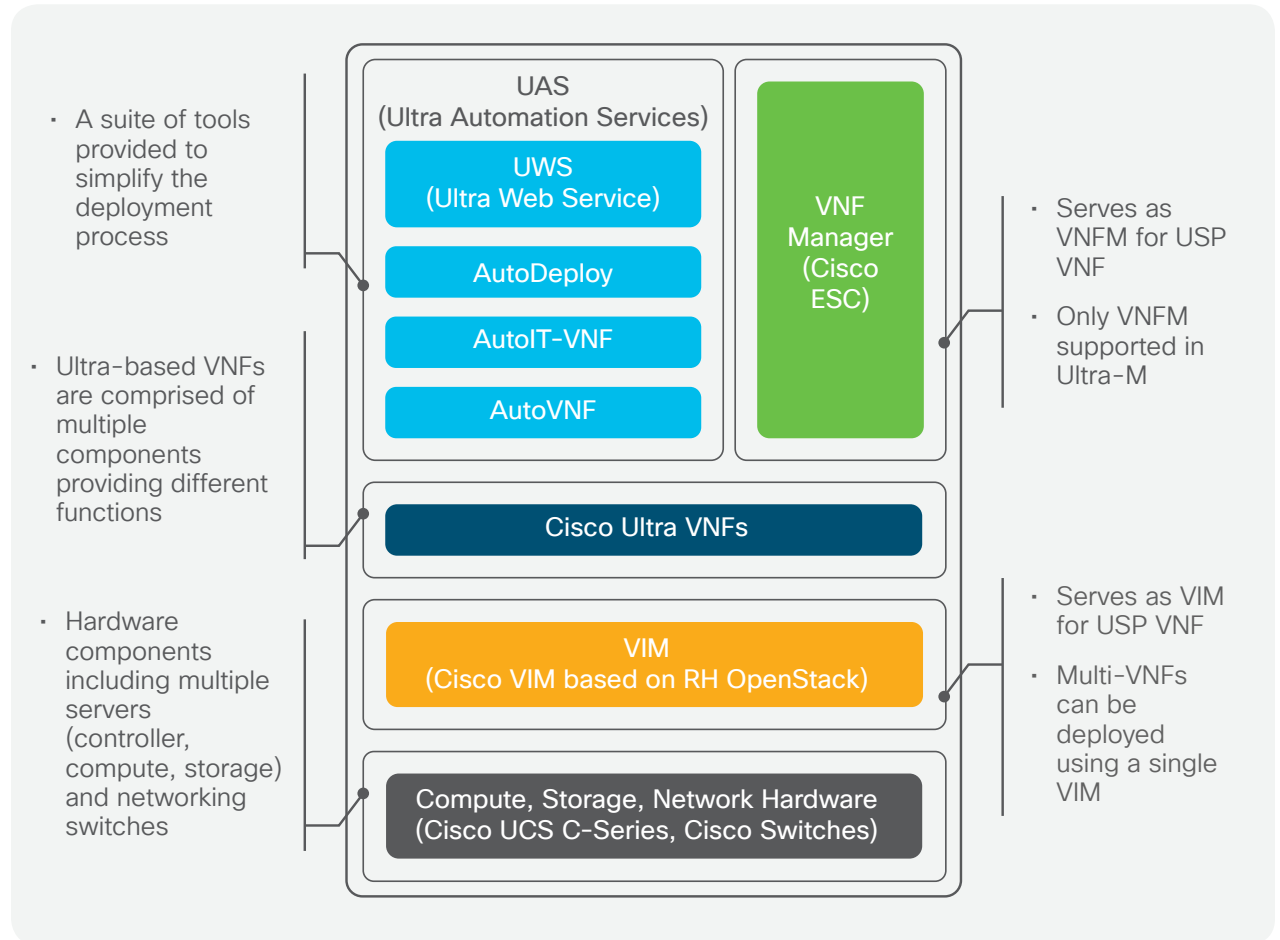 · A suite of tools
provided to
simplify the
deployment
process
· Ultra-based VNFs
are comprised of
multiple
components
providing different
functions
· Hardware
components
including multiple
servers
(controller,
compute, storage)
and networking
switches
UAS
(Ultra Automation Services)
UWS
(Ultra Web Service)
AutoDeploy
AutoIT-VNF
AutoVNF
VNF
Manager
(Cisco
ESC)
Cisco Ultra VNFs
VIM
(Cisco VIM based on RH OpenStack)
Compute, Storage, Network Hardware
(Cisco UCS C-Series, Cisco Switches)
· Serves as
VNFM for USP
VNF
· Only VNFM
supported in
Ultra-M
· Serves as VIM
for USP VNF
· Multi-VNFs
can be
deployed
using a single
VIM